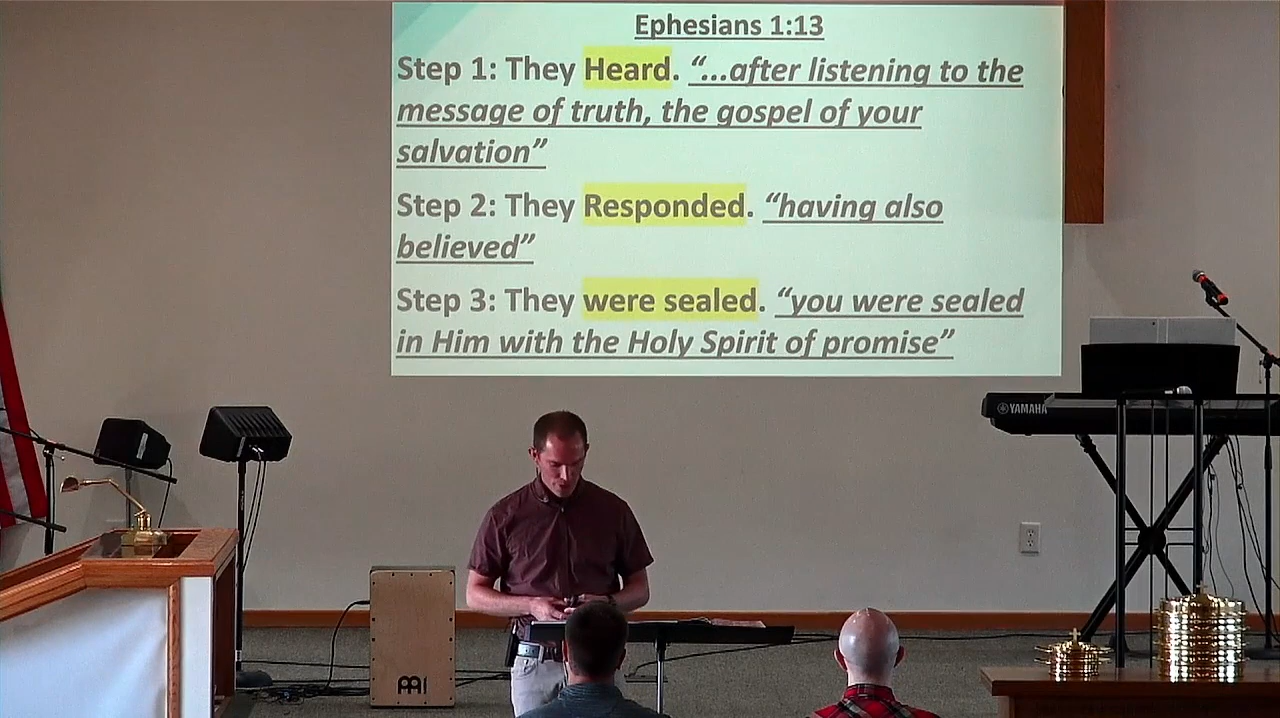 Ephesians 1:13
Step 1: They Heard. “...after listening to the
message of truth, the gospel of your
salvation”
Step 2: They Responded. “having also
believed”
Step 3: They were sealed. “you were sealed
in Him with the Holy Spirit of promise”
YAMAHA